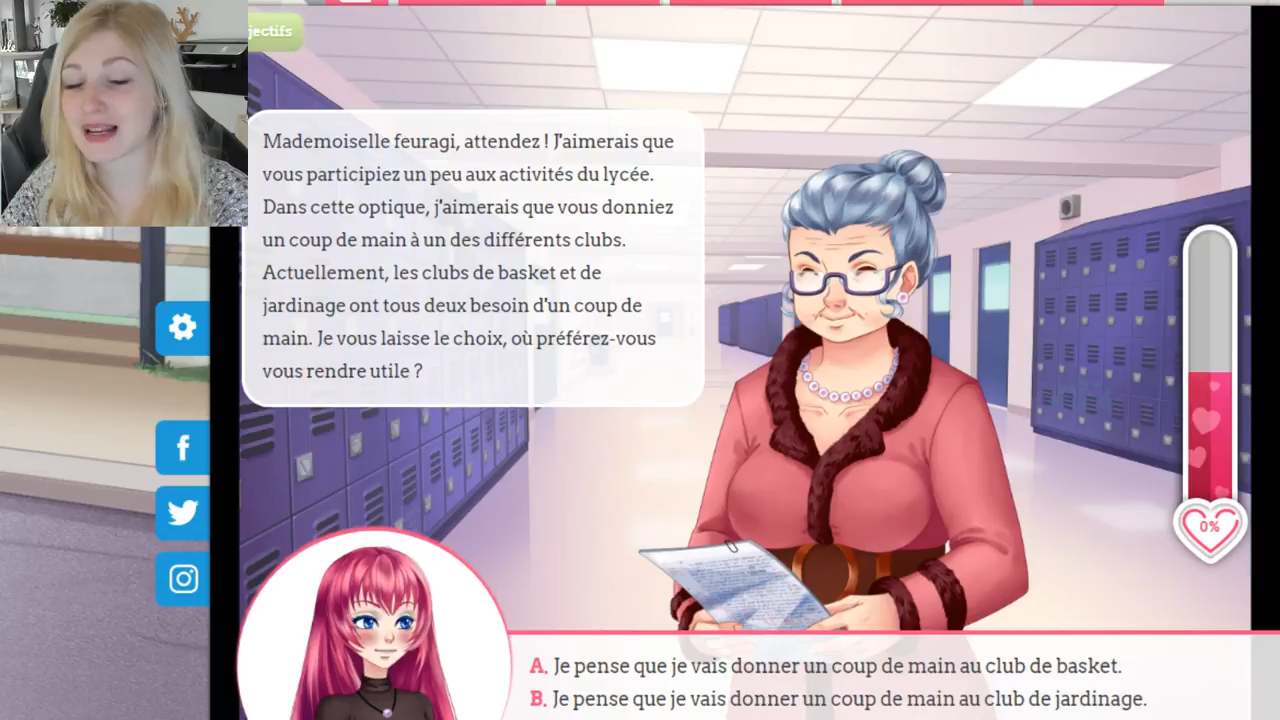 jectifs
Mademoiselle feuragi, attendez ! J'aimerais que
vous participiez un peu aux activités du lycée.
Dans cette optique, j'aimerais que vous donniez
un coup de main à un des différents clubs.
Actuellement, les clubs de basket et de
jardinage ont tous deux besoin d'un coup de
main. Je vous laisse le choix, où préférez-vous
vous rendre utile ?
0%
A. Je pense que je vais donner un coup de main au club de basket.
B. Je pense que je vais donner un coup de main au club de jardinage.